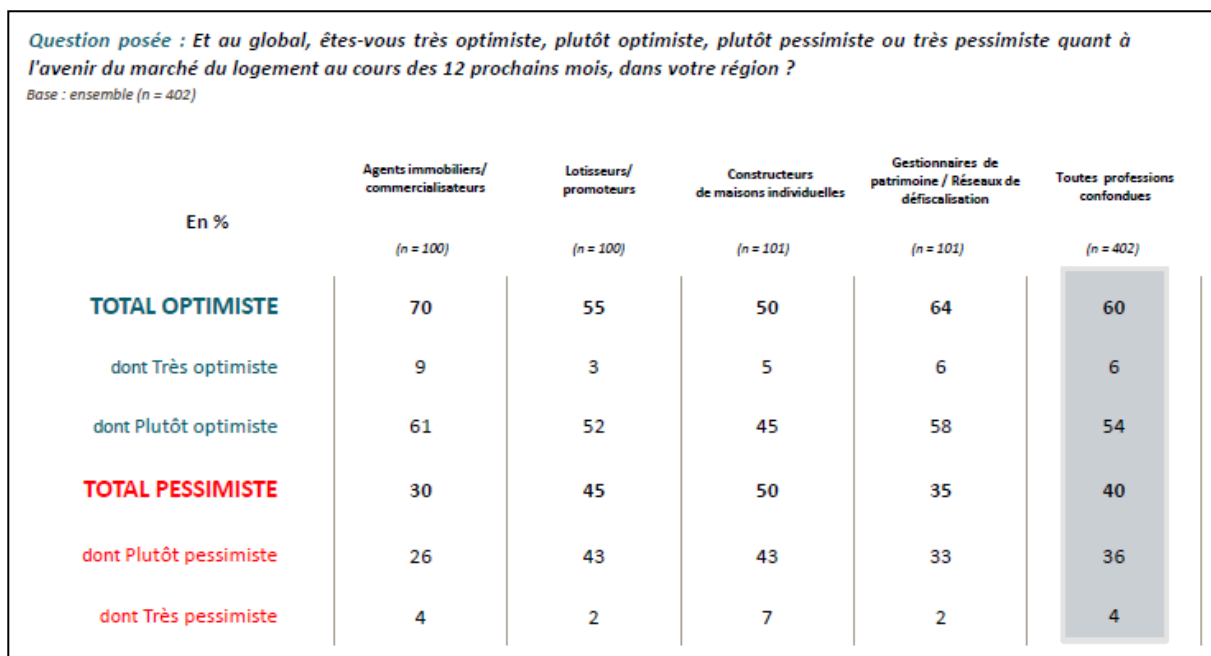 Question posée : Et au global, êtes-vous très optimiste, plutôt optimiste, plutôt pessimiste ou très pessimiste quant à
l'avenir du marché du logement au cours des 12 prochains mois, dans votre région ?
Base : ensemble (n = 402)
En %
Agents immobiliers/
commercialisateurs
(n = 100)
Lotisseurs/
promoteurs
(n = 100)
Constructeurs
de maisons individuelles
(n = 101)
Gestionnaires de
patrimoine / Réseaux de
défiscalisation
(n = 101)
Toutes professions
confondues
(n = 402)
TOTAL OPTIMISTE 70 55 50 64 60
dont Très optimiste 9 3 5 6 6
dont Plutôt optimiste 61 52 45 58 54
TOTAL PESSIMISTE 30 45 50 35 40
dont Plutôt pessimiste 26 43 43 33 36
dont Très pessimiste 4 2 7 2 4